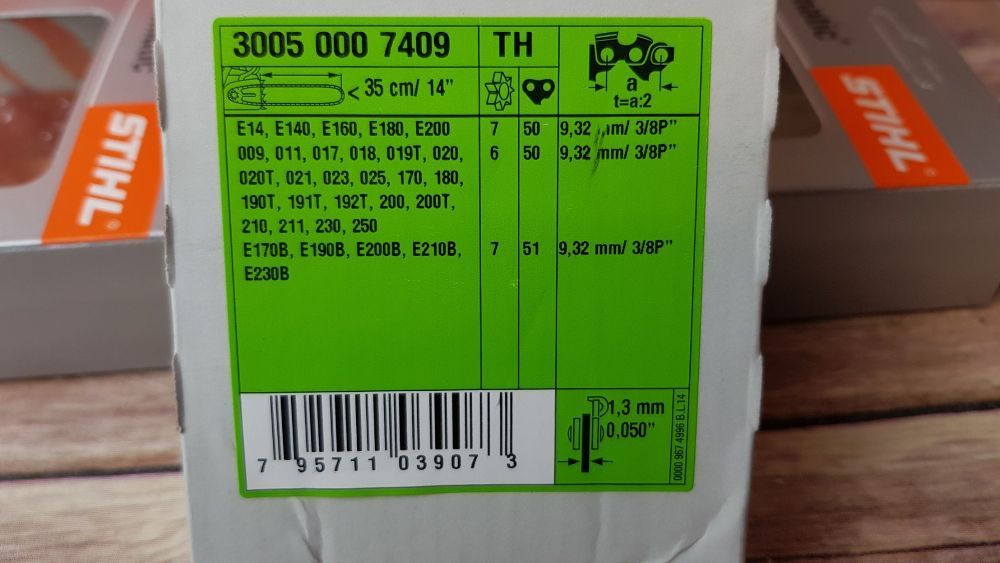 3005 000 7409 TH
< 35 cm/ 14"
a
t=a:2
E14, E140, E160, E180, E200 7 50 9,32 mm/ 3/8P"
009, 011, 017, 018, 019T, 020, 6 50 9,32 mm/ 3/8P"
020T, 021, 023, 025, 170, 180,
190T, 191T, 192T, 200, 200T,
210, 211, 230, 250
E170B, E190B, E200B, E210B, 7 51 9,32 mm/ 3/8P"
E230B
7 95711 03907 3
1,3 mm
0,050"
0000 967 4996 B.L.14
STIHL®
STIHL®